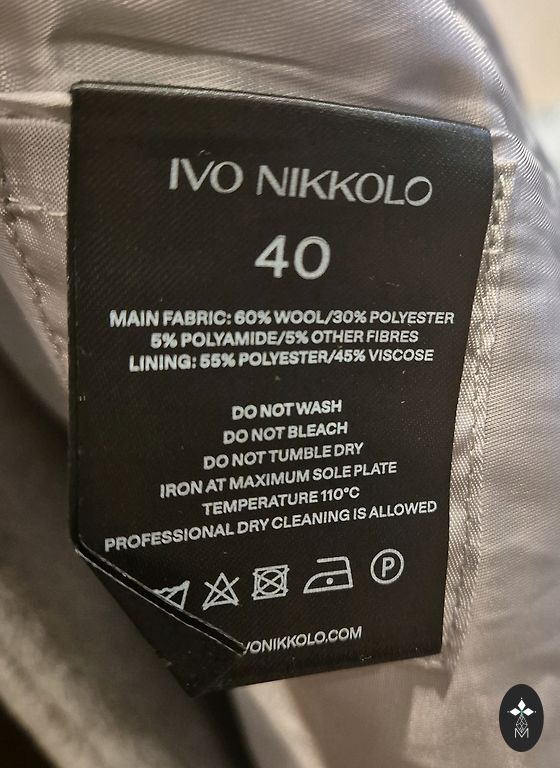 IVO NIKKOLO
40
MAIN FABRIC: 60% WOOL/30% POLYESTER
5% POLYAMIDE/5% OTHER FIBRES
LINING: 55% POLYESTER/45% VISCOSE
DO NOT WASH
DO NOT BLEACH
DO NOT TUMBLE DRY
IRON AT MAXIMUM SOLE PLATE
TEMPERATURE 110°C
PROFESSIONAL DRY CLEANING IS ALLOWED
P
VONIKKOLO.COM
M